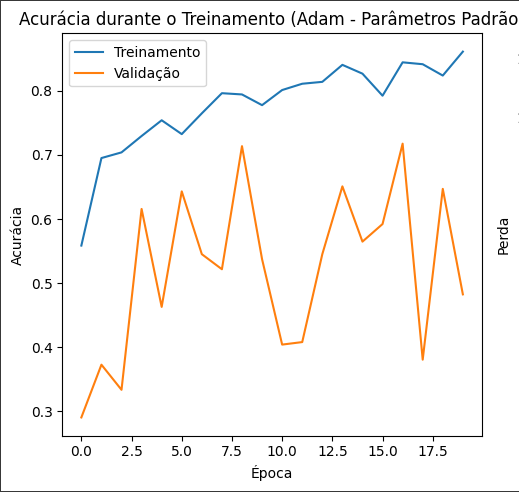 Acurácia durante o Treinamento (Adam - Parâmetros Padrão
Treinamento
Validação
0.8
0.7
0.6
0.5
0.4
0.3
Acurácia
Perda
0.0 2.5 5.0 7.5 10.0 12.5 15.0 17.5
Época